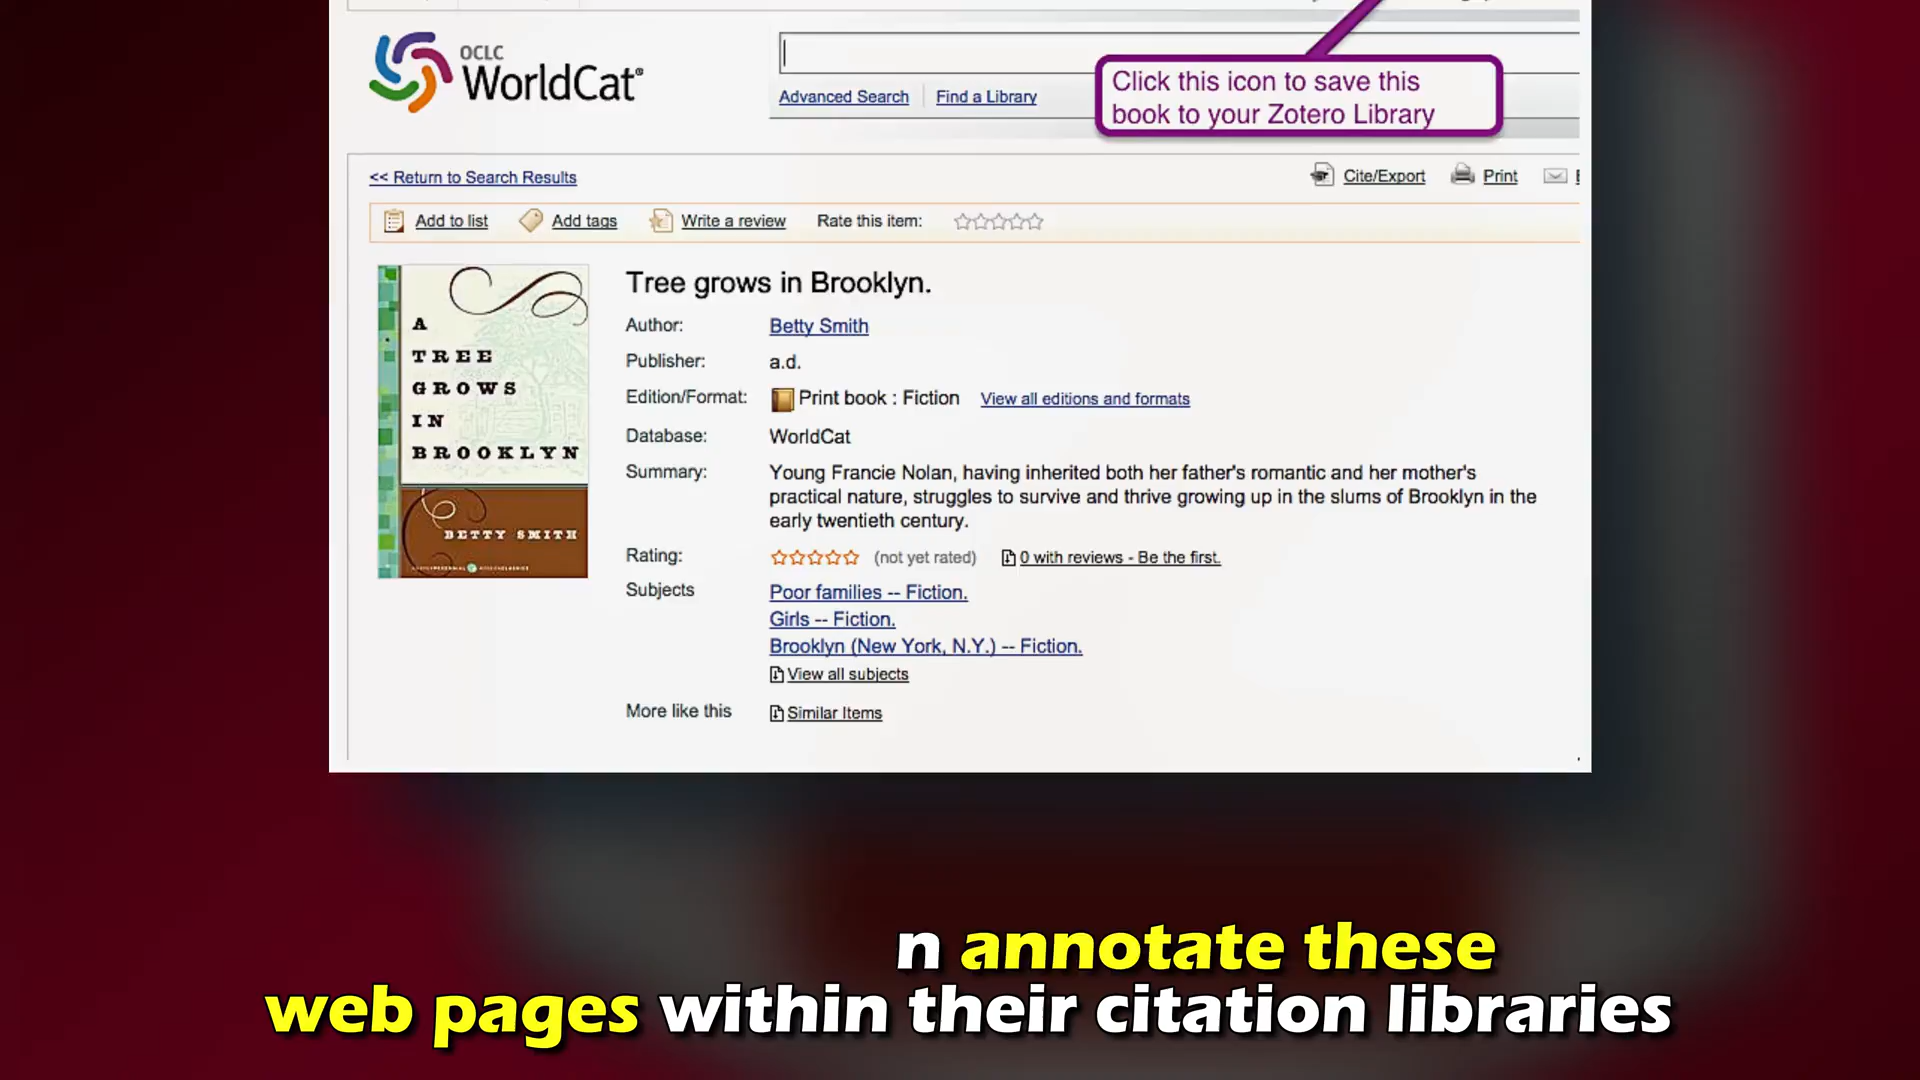 OCLC
WorldCat®
Advanced Search
Find a Library
Click this icon to save this
book to your Zotero Library
<< Return to Search Results
Cite/Export
Print
Add to list
Add tags
Write a review
Rate this item:
A
TREE
GROWS
IN
BROOKLYN
BETTY SMITH
Tree grows in Brooklyn.
Author: Betty Smith
Publisher: a.d.
Edition/Format: Print book : Fiction View all editions and formats
Database: WorldCat
Summary: Young Francie Nolan, having inherited both her father's romantic and her mother's
practical nature, struggles to survive and thrive growing up in the slums of Brooklyn in the
early twentieth century.
Rating: (not yet rated) 0 with reviews - Be the first.
Subjects Poor families -- Fiction.
Girls -- Fiction.
Brooklyn (New York, N.Y.) -- Fiction.
View all subjects
More like this Similar Items
n annotate these
web pages within their citation libraries